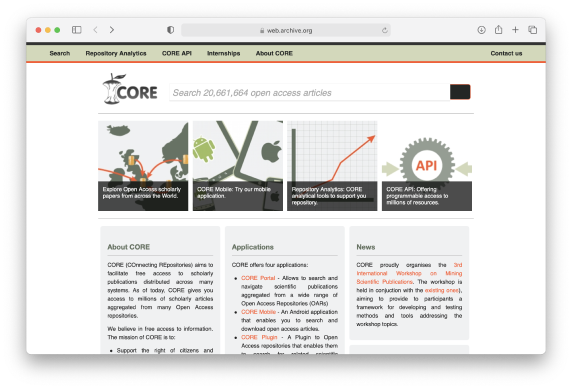 web.archive.org
Search Repository Analytics CORE API Internships About CORE Contact us
CORE
Search 20,661,664 open access articles
Explore Open Access scholarly
papers from across the World.
CORE Mobile: Try our mobile
application.
Repository Analytics: CORE
analytical tools to support you
repository.
API
CORE API: Offering
programmable access to
millions of resources.
About CORE
CORE (COnnecting REpositories) aims to
facilitate free access to scholarly
publications distributed across many
systems. As of today, CORE gives you
access to millions of scholarly articles
aggregated from many Open Access
repositories.
We believe in free access to information.
The mission of CORE is to:
Support the right of citizens and
Applications
CORE offers four applications:
CORE Portal - Allows to search and
navigate scientific publications
aggregated from a wide range of
Open Access Repositories (OARs)
CORE Mobile - An Android application
that enables you to search and
download open access articles.
CORE Plugin - A Plugin to Open
Access repositories that enables them
to search for related scientific
News
CORE proudly organises the 3rd
International Workshop on Mining
Scientific Publications. The workshop is
held in conjuction with the existing ones),
aiming to provide to participants a
framework for developing and testing
methods and tools addressing the
workshop topics.